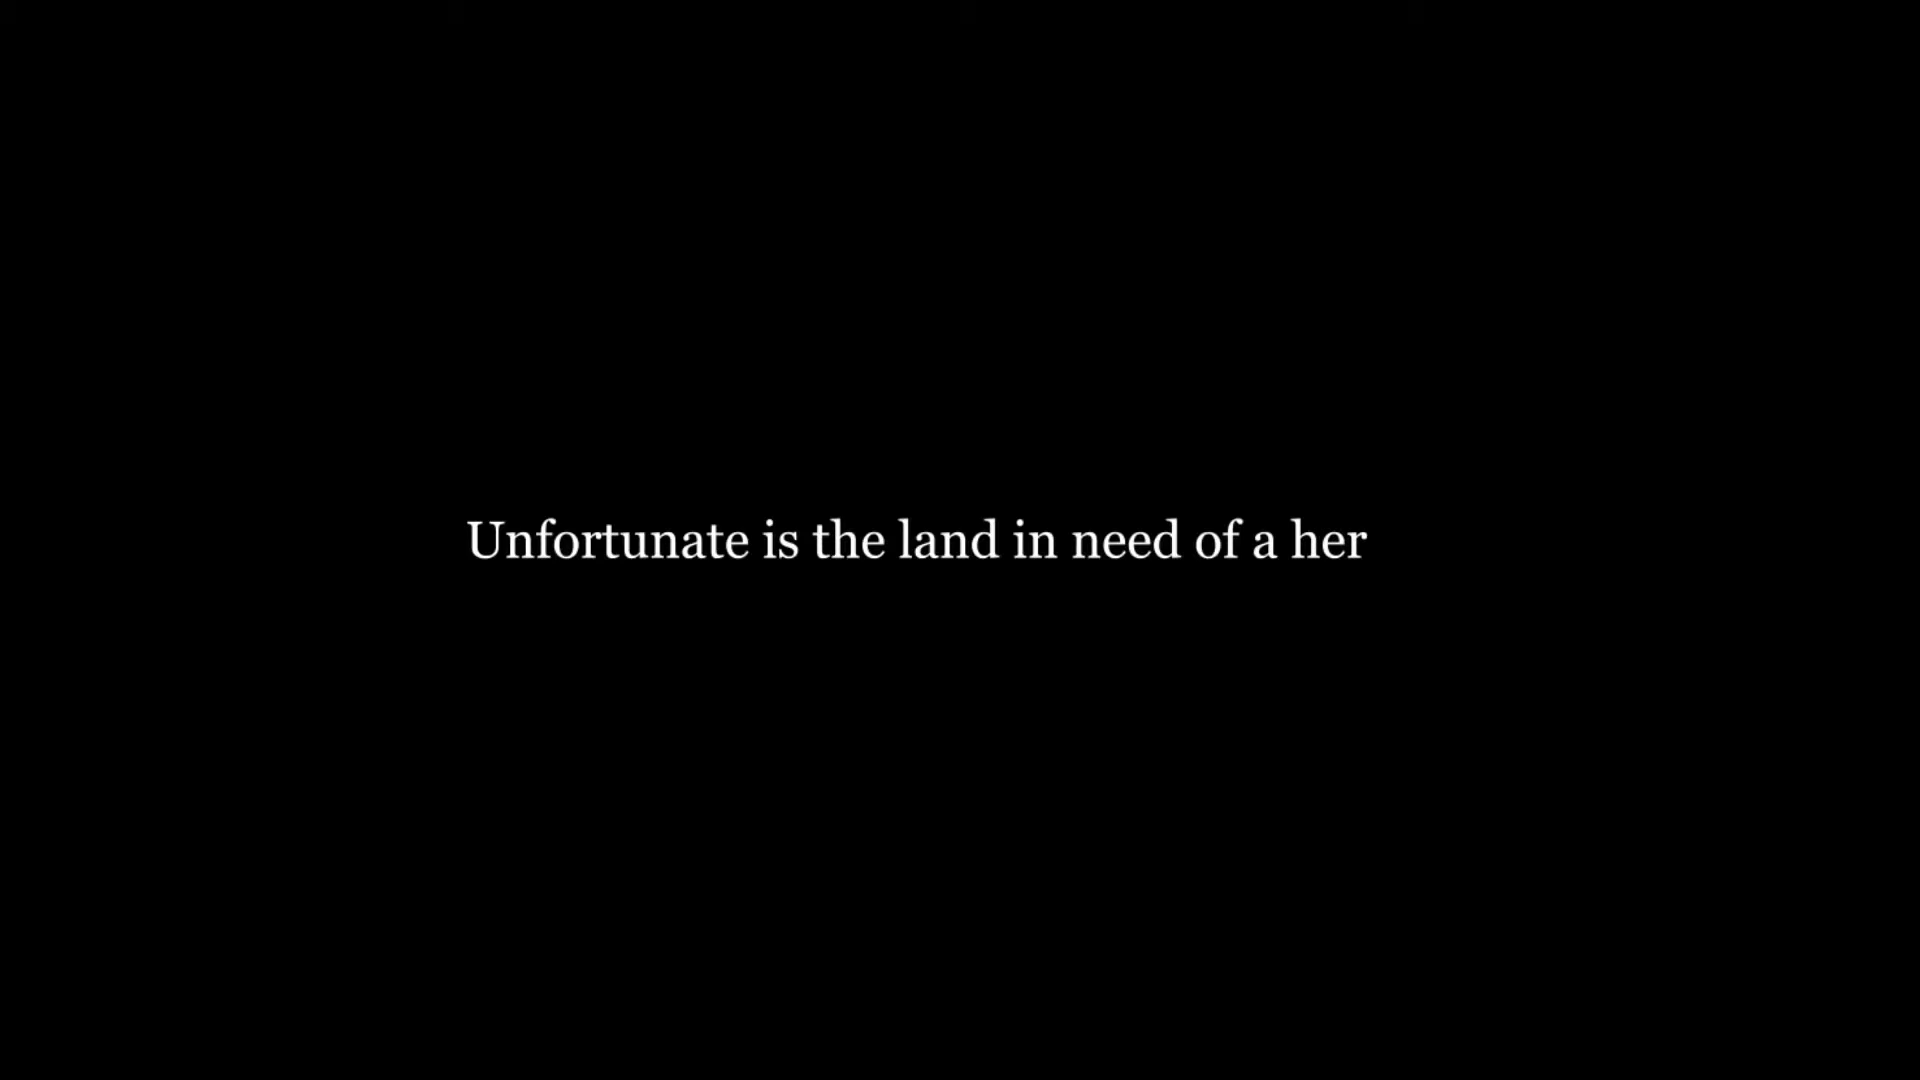 Unfortunate is the land in need of a her